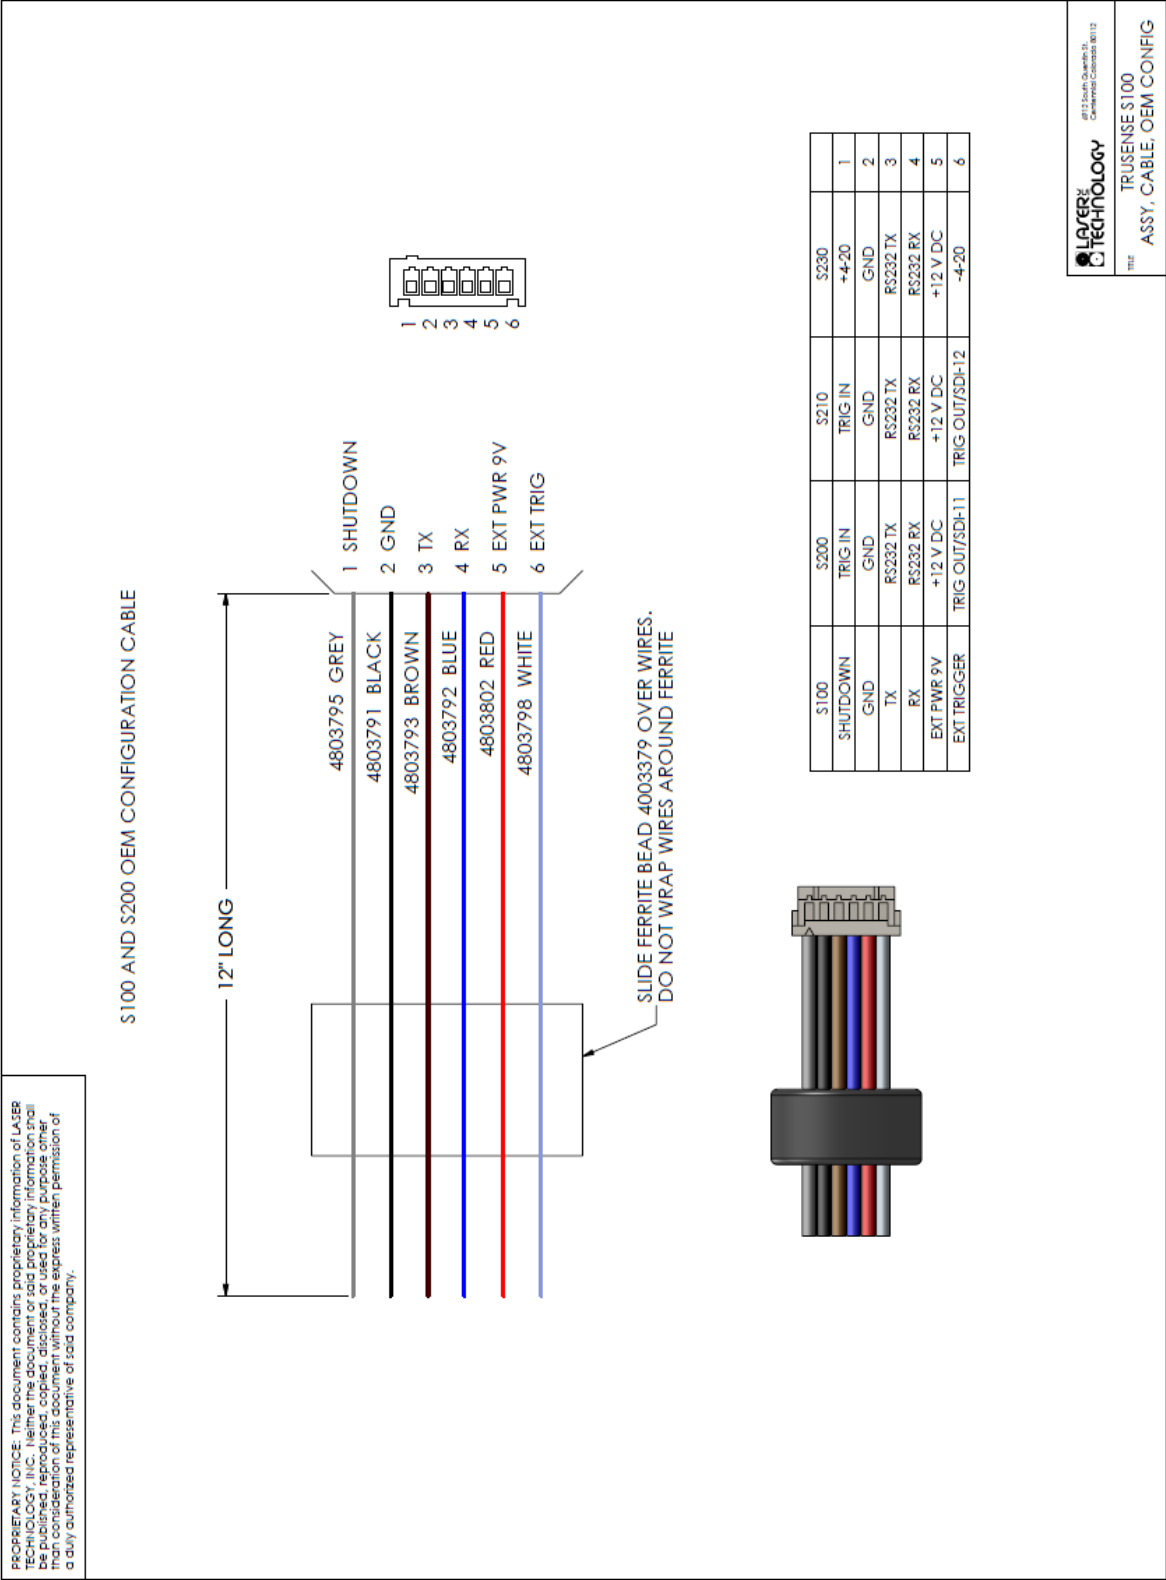 PROPRIETARY NOTICE: This document contains proprietary information of LASER
TECHNOLOGY, INC. Neither the document or said proprietary information shall
be published, reproduced, copied, disclosed, or used for any purpose other
than consideration of this document without the express written permission of
a duly authorized representative of said company.
S100 AND S200 OEM CONFIGURATION CABLE
12" LONG
4803795 GREY 1 SHUTDOWN
4803791 BLACK 2 GND
4803793 BROWN 3 TX
4803792 BLUE 4 RX
4803802 RED 5 EXT PWR 9V
4803798 WHITE 6 EXT TRIG
1
2
3
4
5
6
SLIDE FERRITE BEAD 4003379 OVER WIRES.
DO NOT WRAP WIRES AROUND FERRITE
S100 S200 S210 S230
SHUTDOWN TRIG IN TRIG IN +4-20 1
GND GND GND GND 2
TX RS232 TX RS232 TX RS232 TX 3
RX RS232 RX RS232 RX RS232 RX 4
EXT PWR 9V +12 V DC +12 V DC +12 V DC 5
EXT TRIGGER TRIG OUT/SDI-11 TRIG OUT/SDI-12 -4-20 6
LASER
TECHNOLOGY
Centennial Colorado 80112
TITLE
TRUSENSE S100
ASSY, CABLE, OEM CONFIG